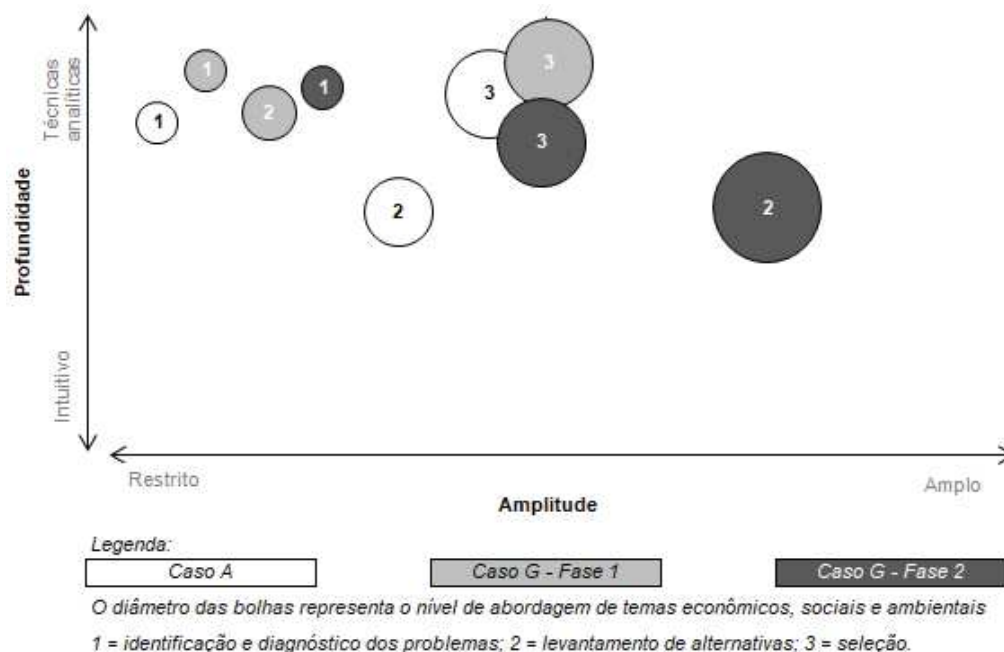 Técnicas
analíticas
Profundidade
Intuitivo
1
1
2
1
3
3
3
2
2
Restrito
Amplo
Amplitude
Legenda:
Caso A
Caso G - Fase 1
Caso G - Fase 2
O diâmetro das bolhas representa o nível de abordagem de temas econômicos, sociais e ambientais
1 = identificação e diagnóstico dos problemas; 2 = levantamento de alternativas; 3 = seleção.